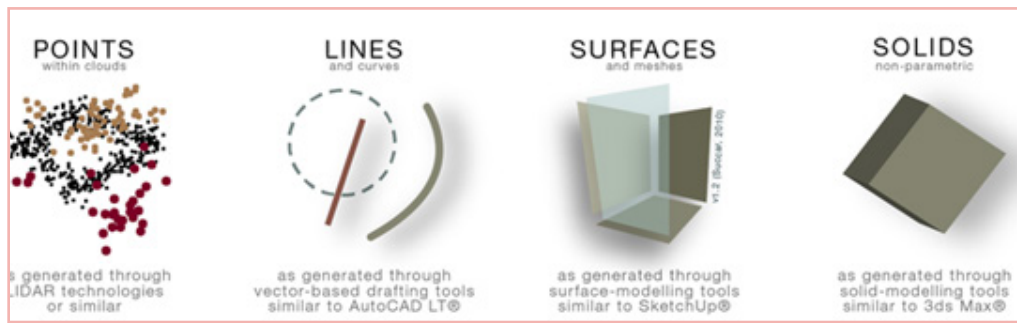 POINTS
within clouds
s generated through
LIDAR technologies
or similar
LINES
and curves
as generated through
vector-based drafting tools
similar to AutoCAD LT®
SURFACES
and meshes
v1.2 (Succar, 2010)
as generated through
surface-modelling tools
similar to SketchUp®
SOLIDS
non-parametric
as generated through
solid-modelling tools
similar to 3ds Max®